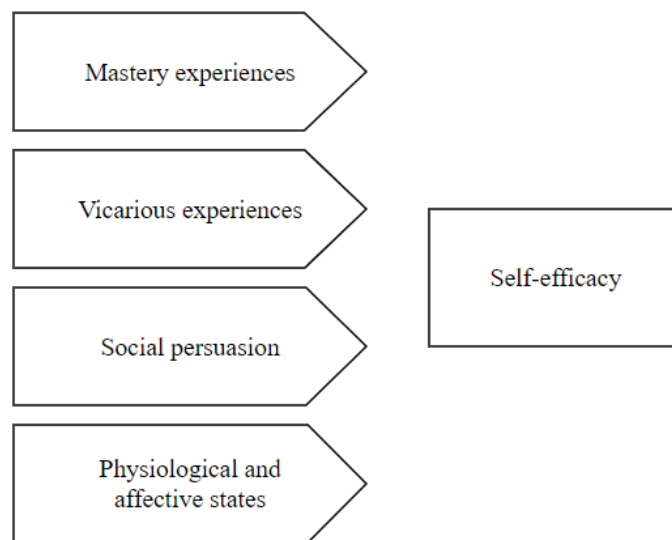 Mastery experiences
Vicarious experiences
Self-efficacy
Social persuasion
Physiological and
affective states